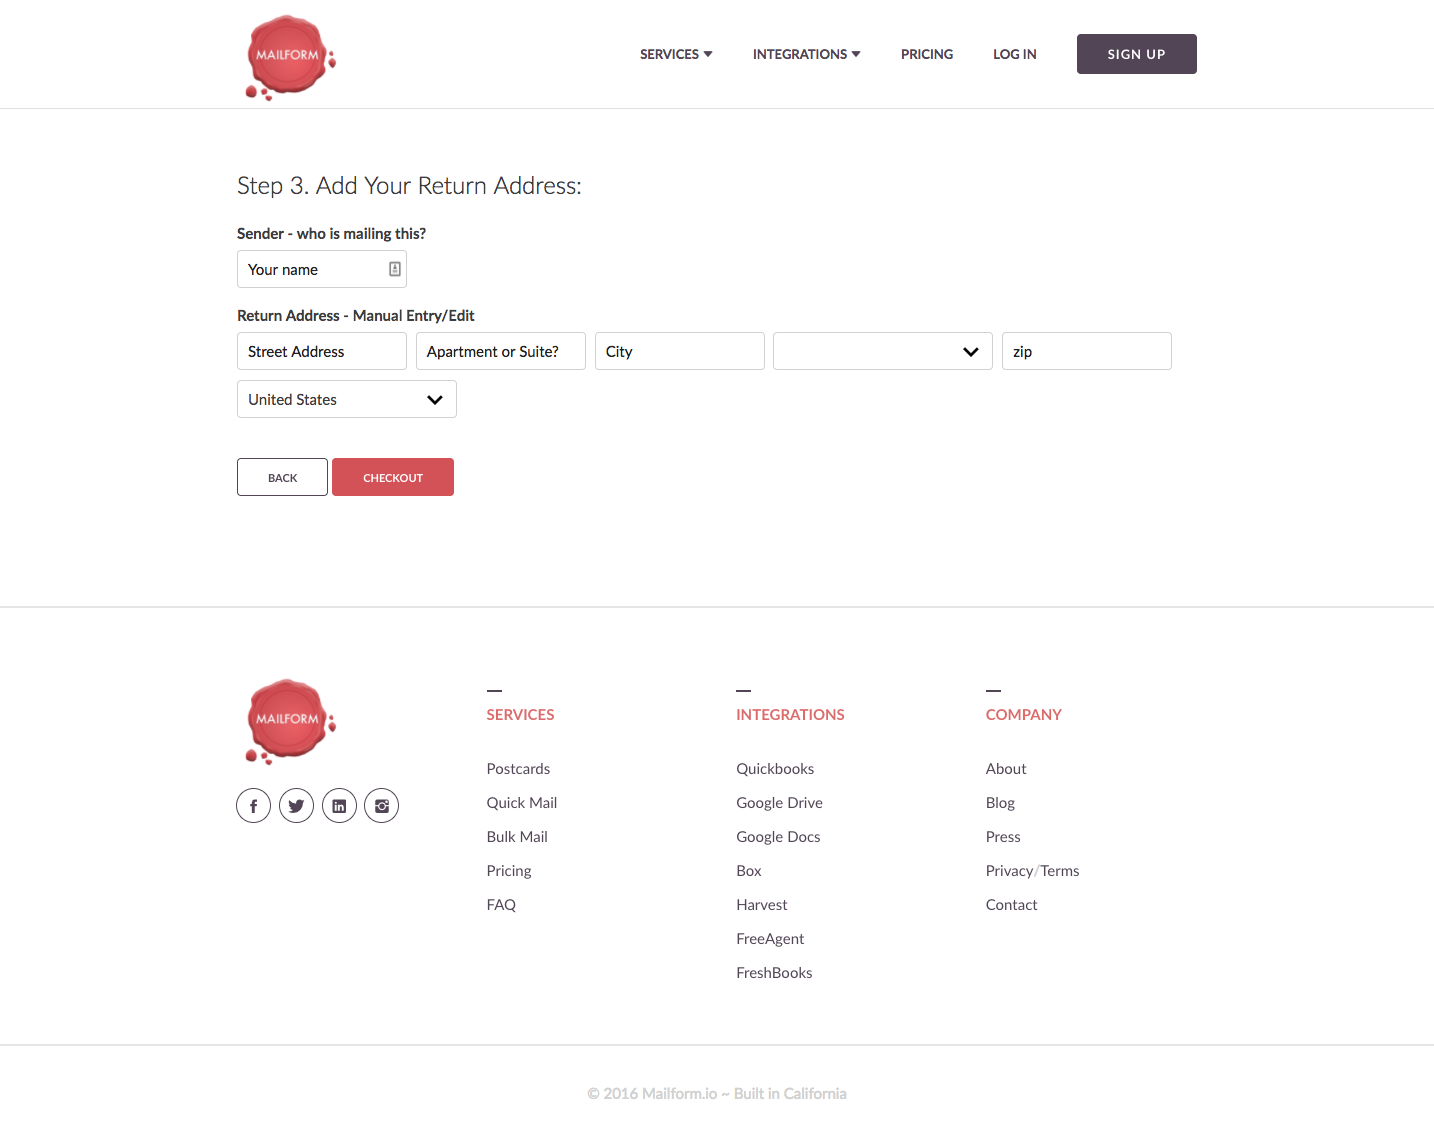 MAILFORM
SERVICES
INTEGRATIONS
PRICING
LOG IN
SIGN UP
Step 3. Add Your Return Address:
Sender - who is mailing this?
Your name
Return Address - Manual Entry/Edit
Street Address
Apartment or Suite?
City
zip
United States
BACK
CHECKOUT
MAILFORM
SERVICES
Postcards
Quick Mail
Bulk Mail
Pricing
FAQ
INTEGRATIONS
Quickbooks
Google Drive
Google Docs
Box
Harvest
FreeAgent
FreshBooks
COMPANY
About
Blog
Press
Privacy/Terms
Contact
© 2016 Mailform.io ~ Built in California